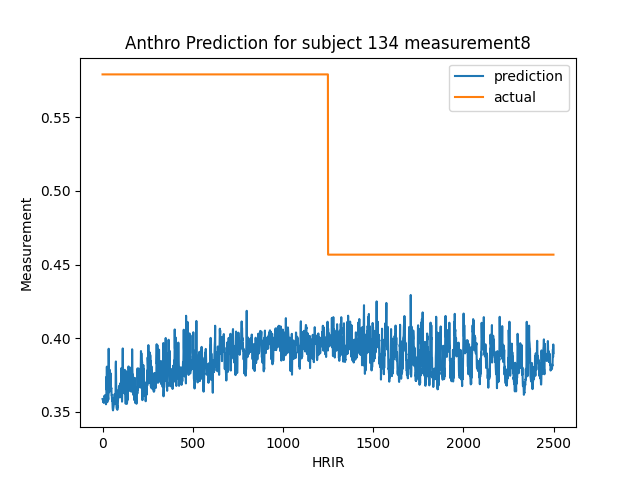 Anthro Prediction for subject 134 measurement8
prediction
actual
0.55
0.50
0.45
0.40
0.35
Measurement
0
500
1000
1500
2000
2500
HRIR